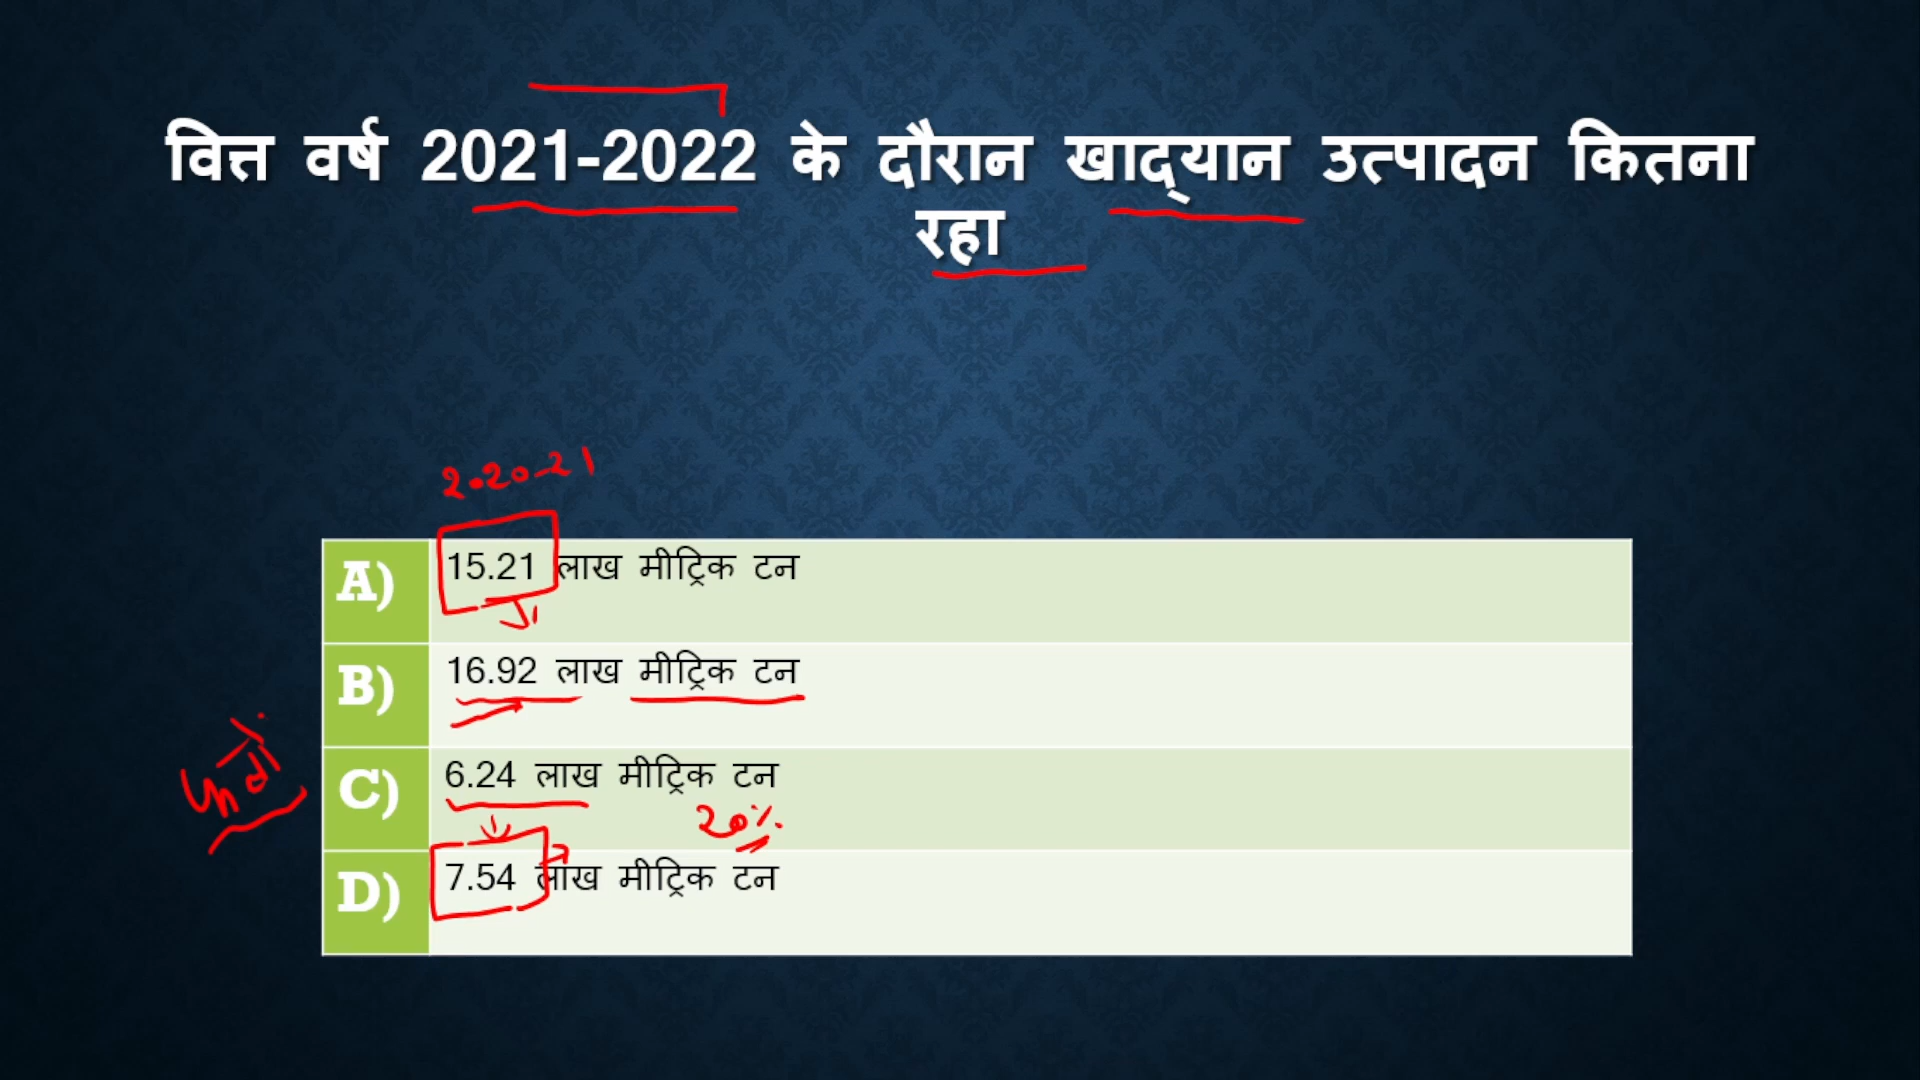 वित्त वर्ष 2021-2022 के दौरान खाद्यान उत्पादन कितना
रहा
2020-21
A) 15.21 लाख मीट्रिक टन
B) 16.92 लाख मीट्रिक टन
C) 6.24 लाख मीट्रिक टन
20%
D) 7.54 लाख मीट्रिक टन